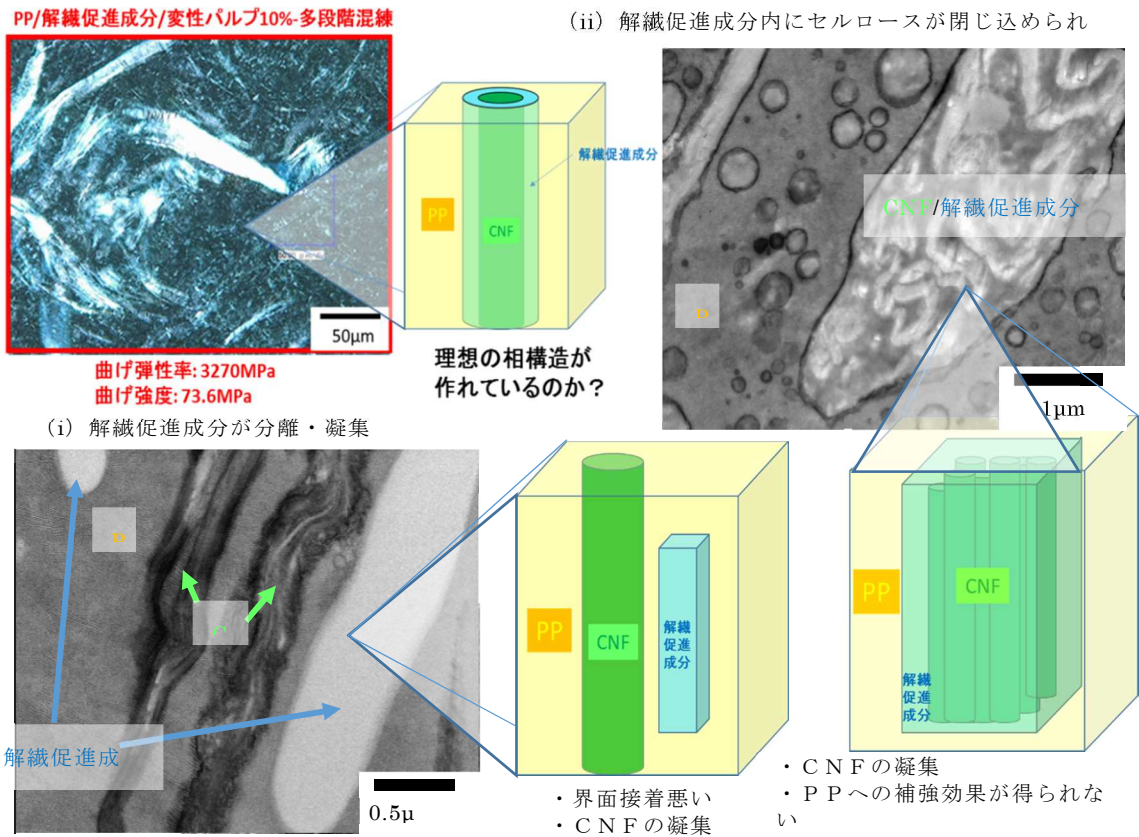 PP/解繊促進成分/変性パルプ10%-多段階混練
50μm
曲げ弾性率: 3270MPa
曲げ強度: 73.6MPa
PP
CNF
解繊促進成分
理想の相構造が
作れているのか?
(ii) 解繊促進成分内にセルロースが閉じ込められ
CNF/解繊促進成分
1μm
(i) 解繊促進成分が分離・凝集
解繊促進成
0.5μ
PP
CNF
解繊
促進
成分
・界面接着悪い
・CNFの凝集
PP
CNF
解繊
促進
成分
・CNFの凝集
・PPへの補強効果が得られな
い